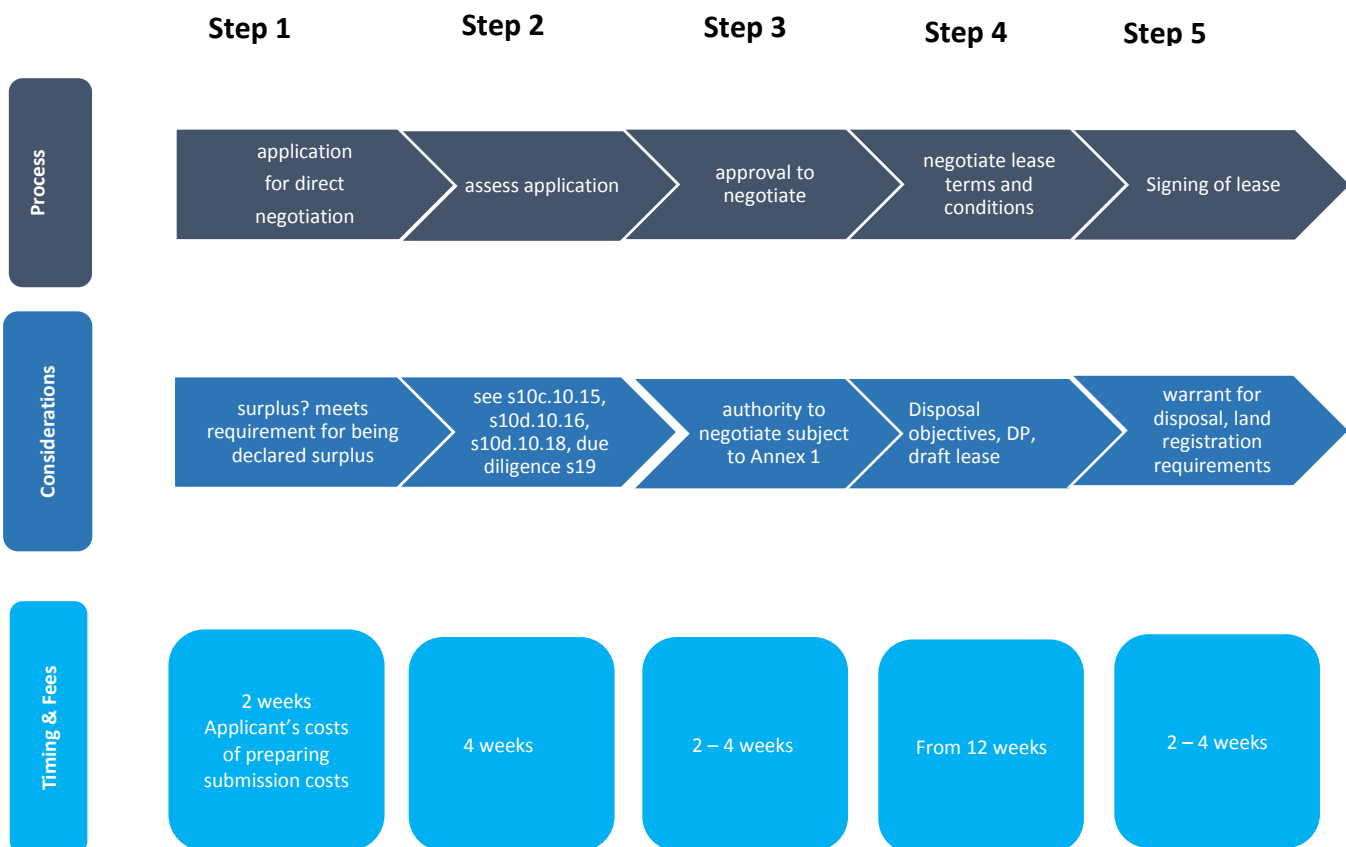 Step 1
Step 2
Step 3
Step 4
Step 5
Process
application
for direct
negotiation
assess application
approval to
negotiate
negotiate lease
terms and
conditions
Signing of lease
Considerations
surplus? meets
requirement for being
declared surplus
see s10c.10.15,
s10d.10.16,
s10d.10.18, due
diligence s19
authority to
negotiate subject
to Annex 1
Disposal
objectives, DP,
draft lease
warrant for
disposal, land
registration
requirements
Timing & Fees
2 weeks
Applicant’s costs
of preparing
submission costs
4 weeks
2 – 4 weeks
From 12 weeks
2 – 4 weeks